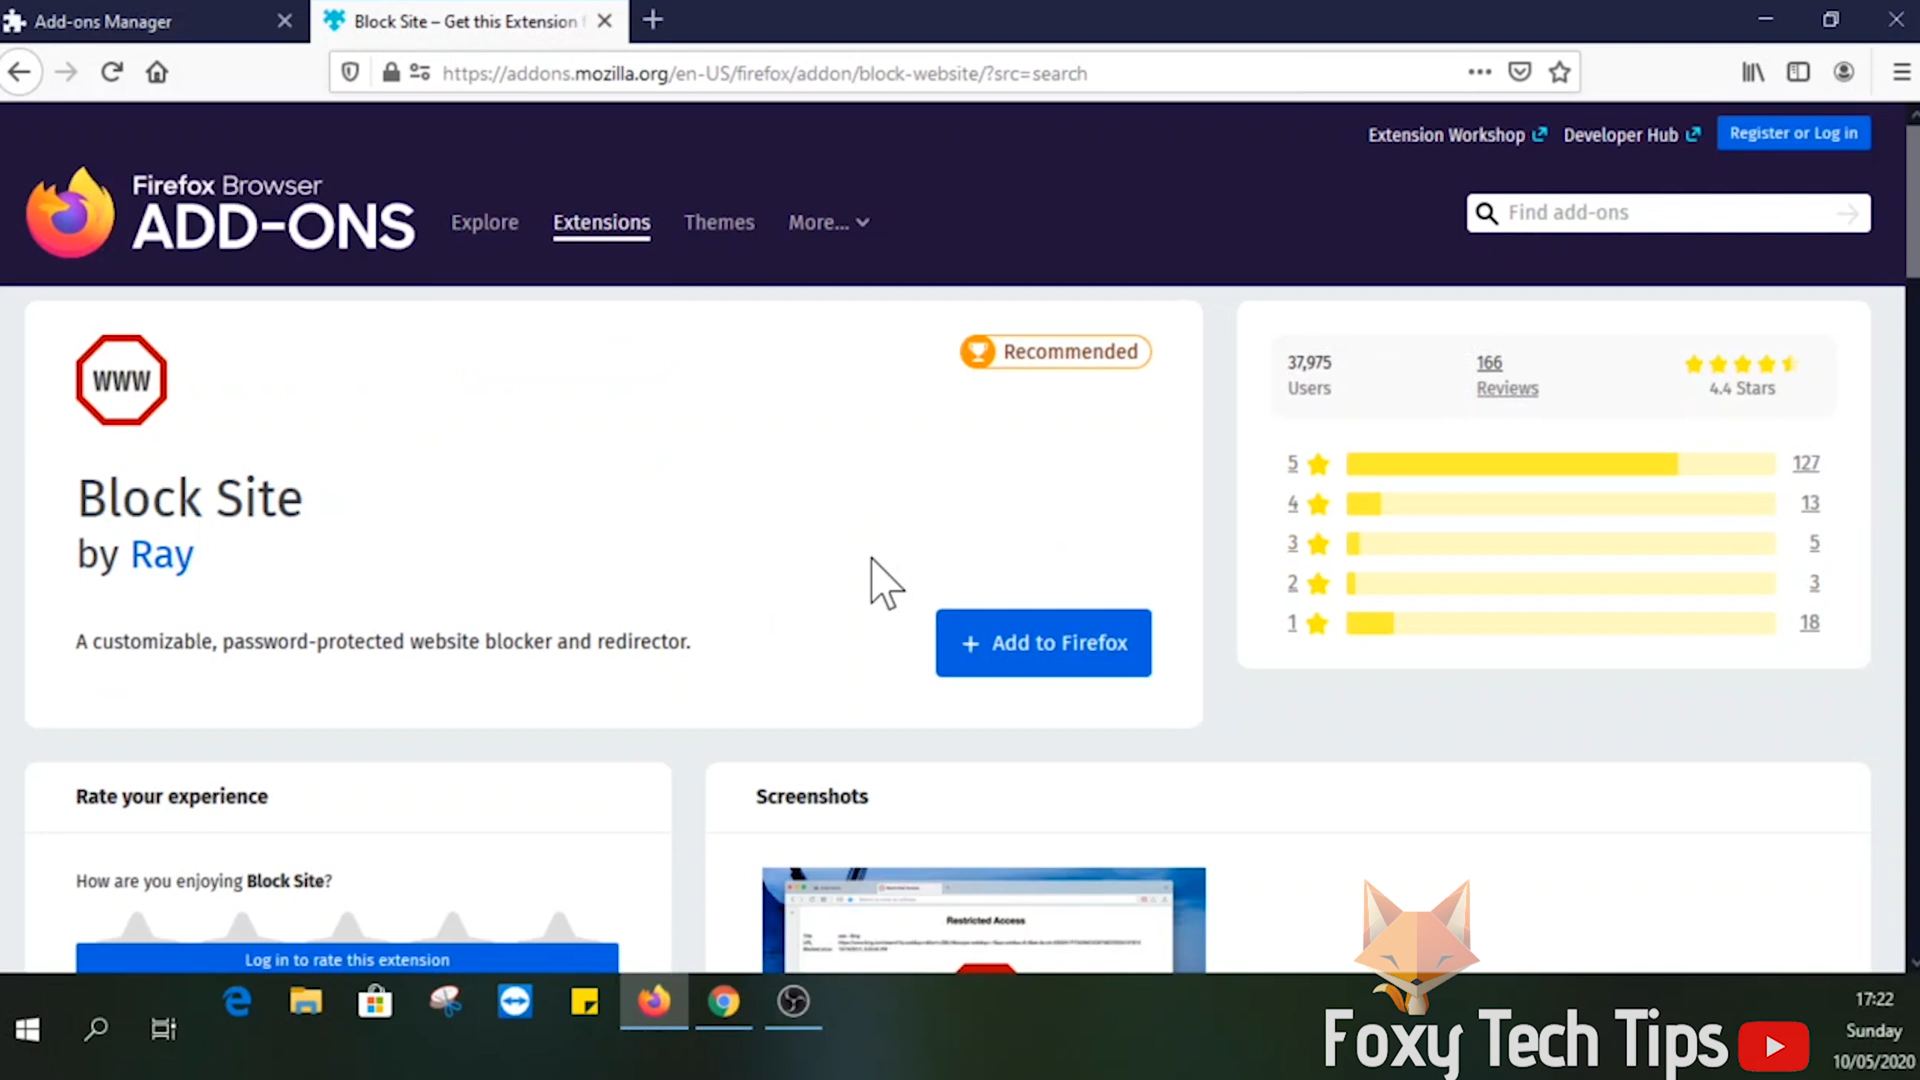 Add-ons Manager
Block Site – Get this Extension
https://addons.mozilla.org/en-US/firefox/addon/block-website/?src=search
Extension Workshop
Developer Hub
Register or Log in
Firefox Browser
ADD-ONS
Explore
Extensions
Themes
More...
Find add-ons
WWW
Recommended
Block Site
by Ray
A customizable, password-protected website blocker and redirector.
+ Add to Firefox
37,975
Users
166
Reviews
4.4 Stars
5 127
4 13
3 5
2 3
1 18
Rate your experience
How are you enjoying Block Site?
Log in to rate this extension
Screenshots
Restricted Access
Foxy Tech Tips
17:22
Sunday
10/05/2020